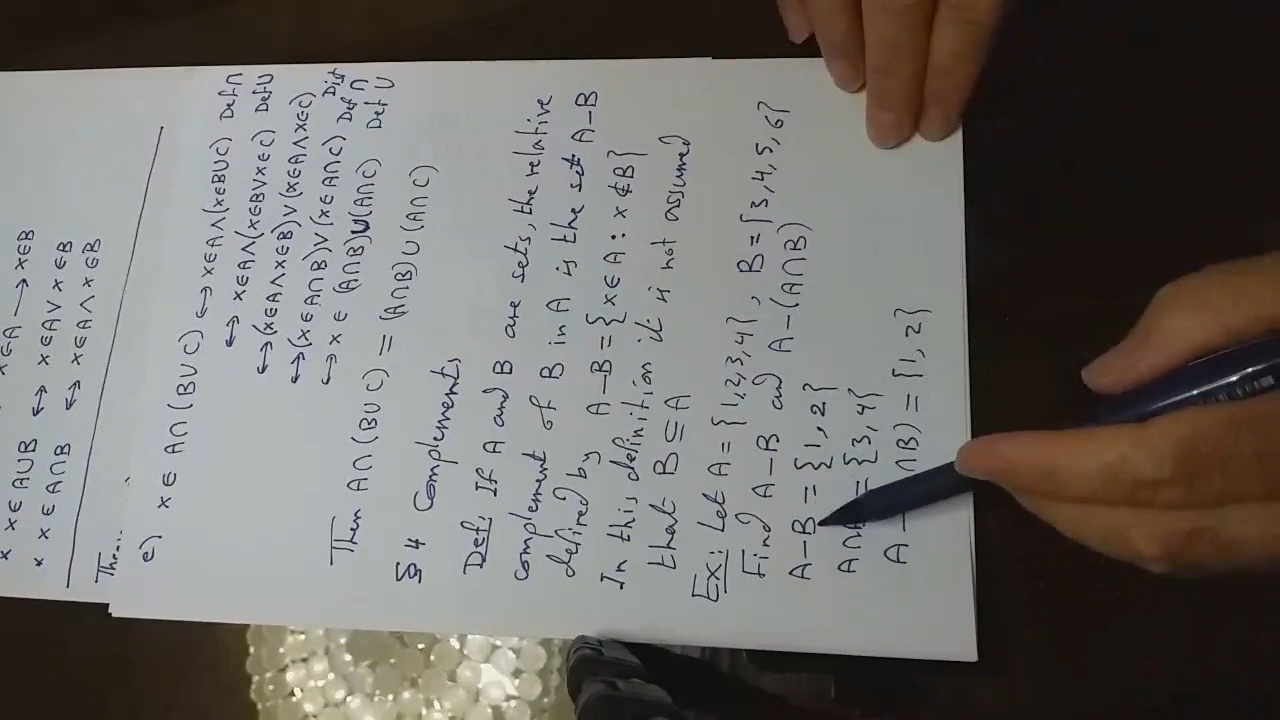 x∈A → x∈B
* x∈A∪B ↔ x∈A∨x∈B
* x∈A∩B ↔ x∈A∧x∈B
e) x∈A∩(B∪C) ↔ x∈A∧(x∈B∪C) Def∩
↔ x∈A∧(x∈B∨x∈C) Def∪
↔ (x∈A∧x∈B)∨(x∈A∧x∈C) Dist
↔ (x∈A∩B)∨(x∈A∩C) Def ∩
↔ x∈(A∩B)∪(A∩C) Def ∪
Then A∩(B∪C) = (A∩B)∪(A∩C)
§4 Complements
Def: If A and B are sets, the relative
complement of B in A is the set A−B
defined by A−B = {x∈A : x∉B}
In this definition it is not assumed
that B⊆A
Ex: Let A = {1,2,3,4}, B = {3,4,5,6}
Find A−B and A−(A∩B)
A−B = {1,2}
A∩ = {3,4}
A− ∩B) = {1,2}